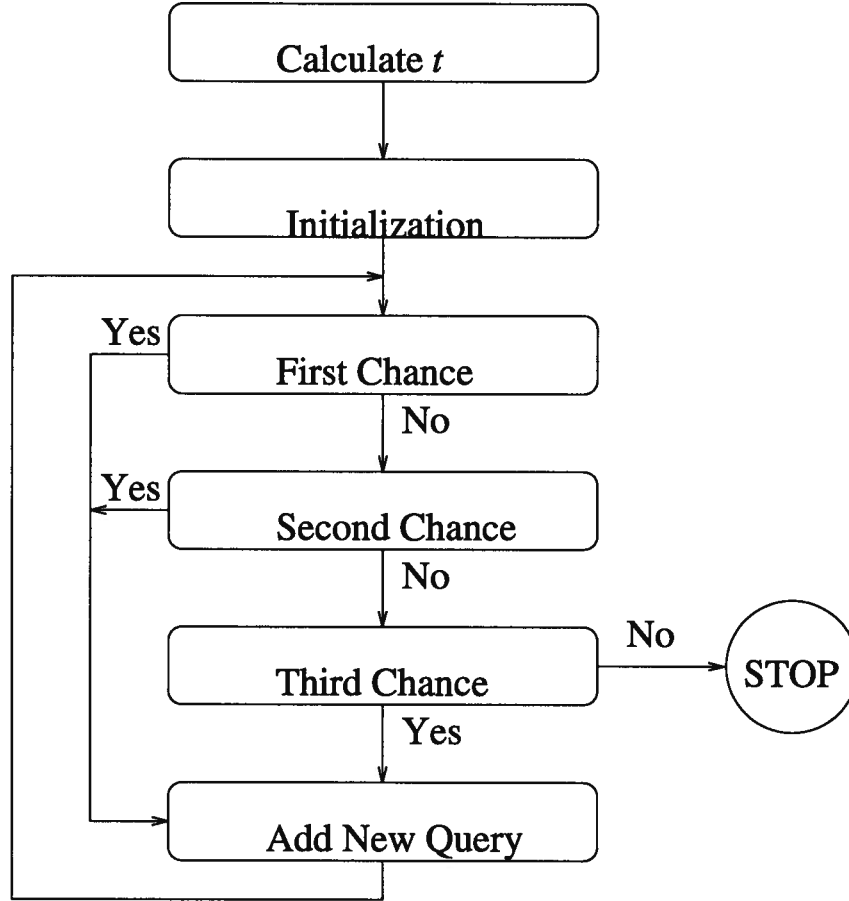 Calculate t
Initialization
Yes
First Chance
No
Yes
Second Chance
No
No
Third Chance
STOP
Yes
Add New Query